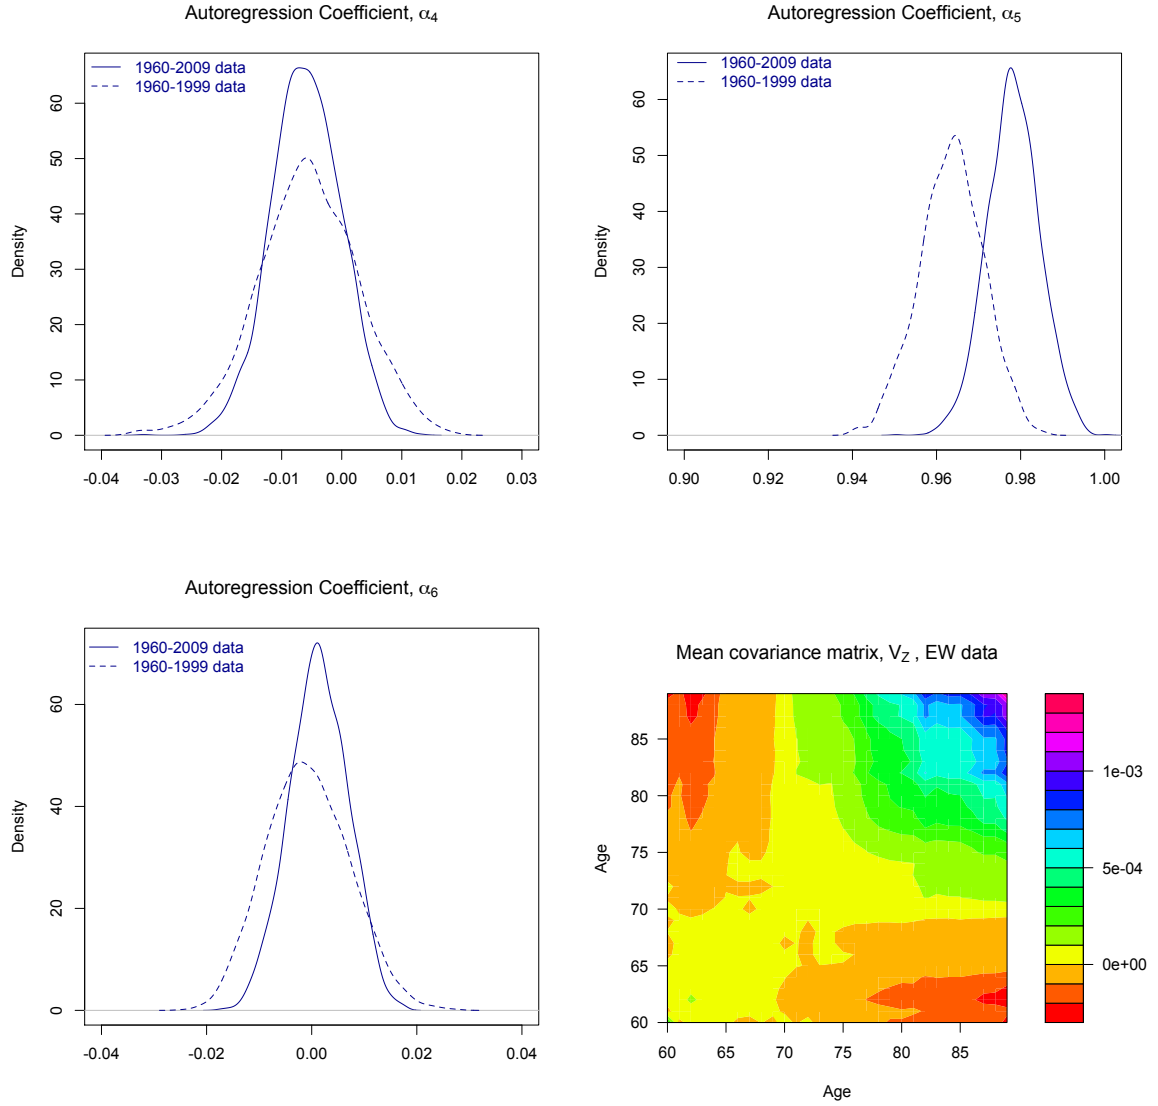 Autoregression Coefficient, α4
1960-2009 data
1960-1999 data
Density
0
10
20
30
40
50
60
-0.04 -0.03 -0.02 -0.01 0.00 0.01 0.02 0.03
Autoregression Coefficient, α5
1960-2009 data
1960-1999 data
Density
0
10
20
30
40
50
60
0.90 0.92 0.94 0.96 0.98 1.00
Autoregression Coefficient, α6
1960-2009 data
1960-1999 data
Density
0
20
40
60
-0.04 -0.02 0.00 0.02 0.04
Mean covariance matrix, VZ , EW data
Age
60
65
70
75
80
85
60 65 70 75 80 85
Age
1e-03
5e-04
0e+00